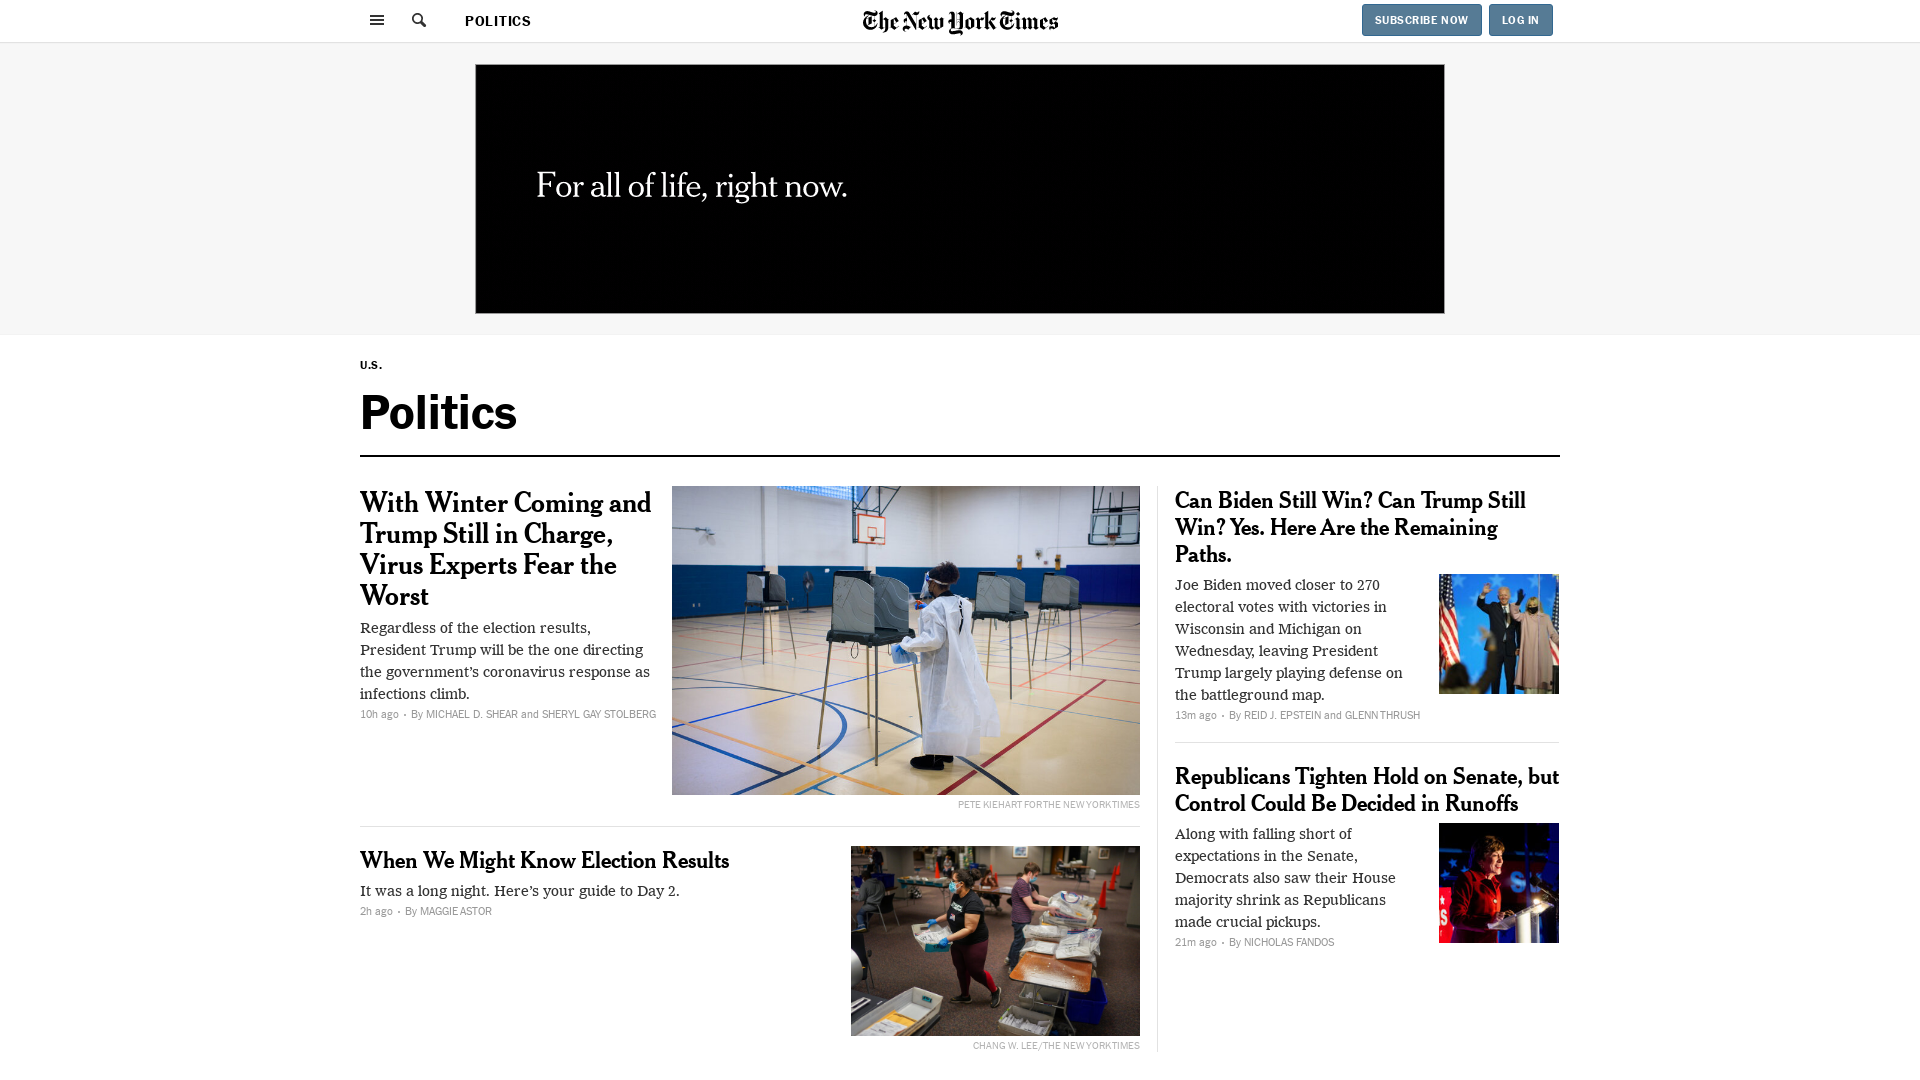 POLITICS
The New York Times
SUBSCRIBE NOW
LOG IN
For all of life, right now.
U.S.
Politics
With Winter Coming and
Trump Still in Charge,
Virus Experts Fear the
Worst
Regardless of the election results,
President Trump will be the one directing
the government’s coronavirus response as
infections climb.
10h ago · By MICHAEL D. SHEAR and SHERYL GAY STOLBERG
PETE KIEHART FOR THE NEW YORK TIMES
When We Might Know Election Results
It was a long night. Here’s your guide to Day 2.
2h ago · By MAGGIE ASTOR
CHANG W. LEE/THE NEW YORK TIMES
Can Biden Still Win? Can Trump Still
Win? Yes. Here Are the Remaining
Paths.
Joe Biden moved closer to 270
electoral votes with victories in
Wisconsin and Michigan on
Wednesday, leaving President
Trump largely playing defense on
the battleground map.
13m ago · By REID J. EPSTEIN and GLENN THRUSH
Republicans Tighten Hold on Senate, but
Control Could Be Decided in Runoffs
Along with falling short of
expectations in the Senate,
Democrats also saw their House
majority shrink as Republicans
made crucial pickups.
21m ago · By NICHOLAS FANDOS